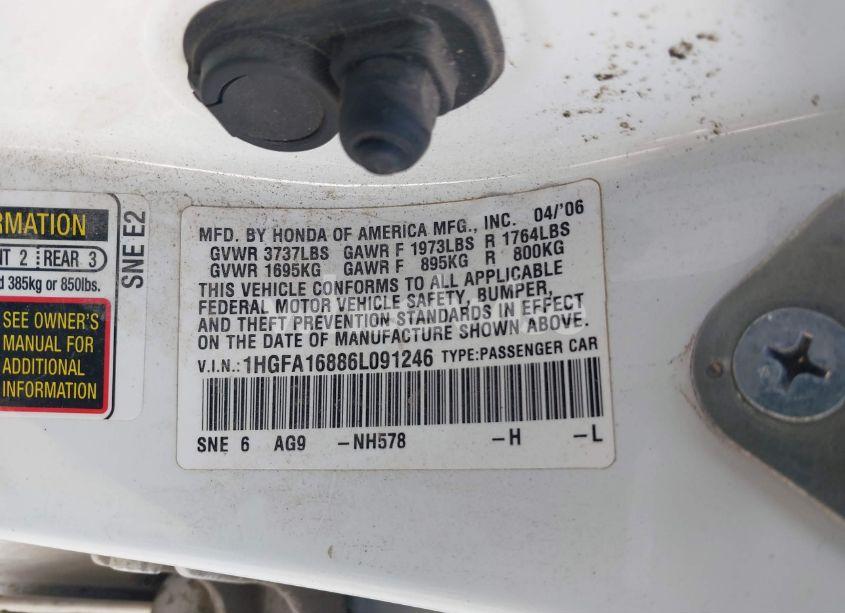 RMATION
NT 2 REAR 3
d 385kg or 850lbs.
SEE OWNER'S
MANUAL FOR
ADDITIONAL
INFORMATION
SNE E2
MFD. BY HONDA OF AMERICA MFG., INC. 04/'06
GVWR 3737LBS GAWR F 1973LBS R 1764LBS
GVWR 1695KG GAWR F 895KG R 800KG
THIS VEHICLE CONFORMS TO ALL APPLICABLE
FEDERAL MOTOR VEHICLE SAFETY, BUMPER,
AND THEFT PREVENTION STANDARDS IN EFFECT
ON THE DATE OF MANUFACTURE SHOWN ABOVE.
V.I.N.: 1HGFA16886L091246 TYPE:PASSENGER CAR
SNE 6 AG9 -NH578 -H -L